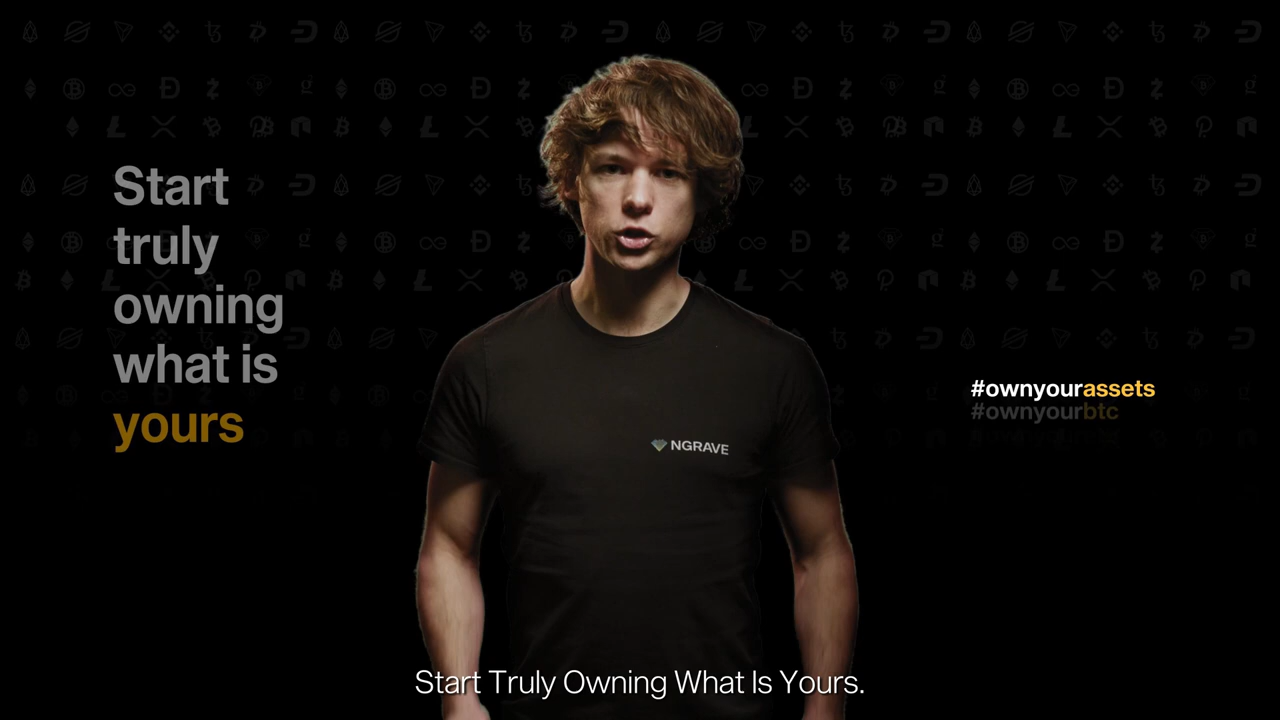 Start
truly
owning
what is
yours
#ownyourassets
#ownyourbtc
NGRAVE
Start Truly Owning What Is Yours.